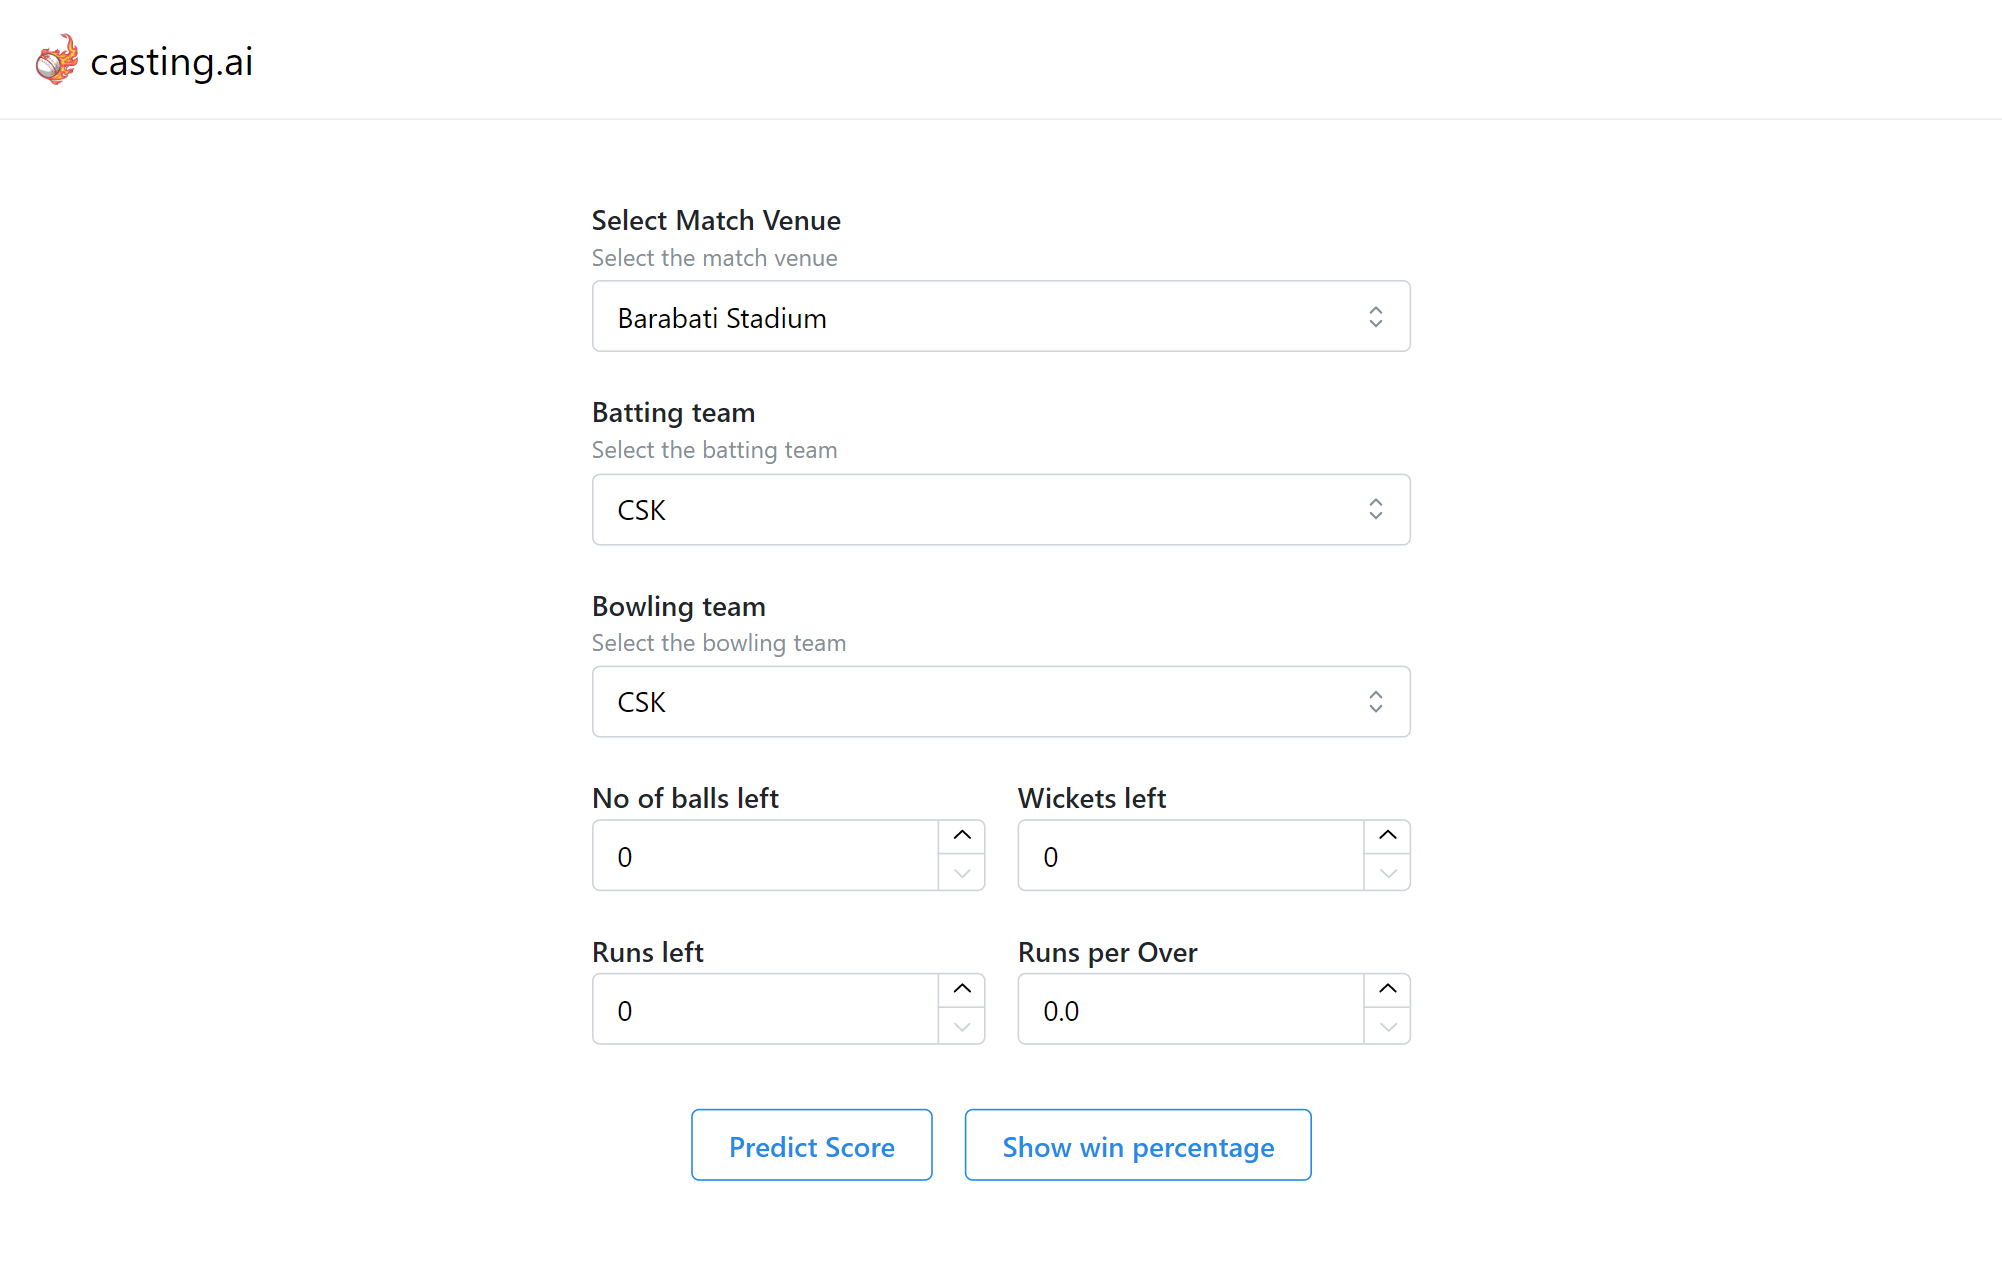 casting.ai
Select Match Venue
Select the match venue
Barabati Stadium
Batting team
Select the batting team
CSK
Bowling team
Select the bowling team
CSK
No of balls left
Wickets left
0
0
Runs left
Runs per Over
0
0.0
Predict Score
Show win percentage